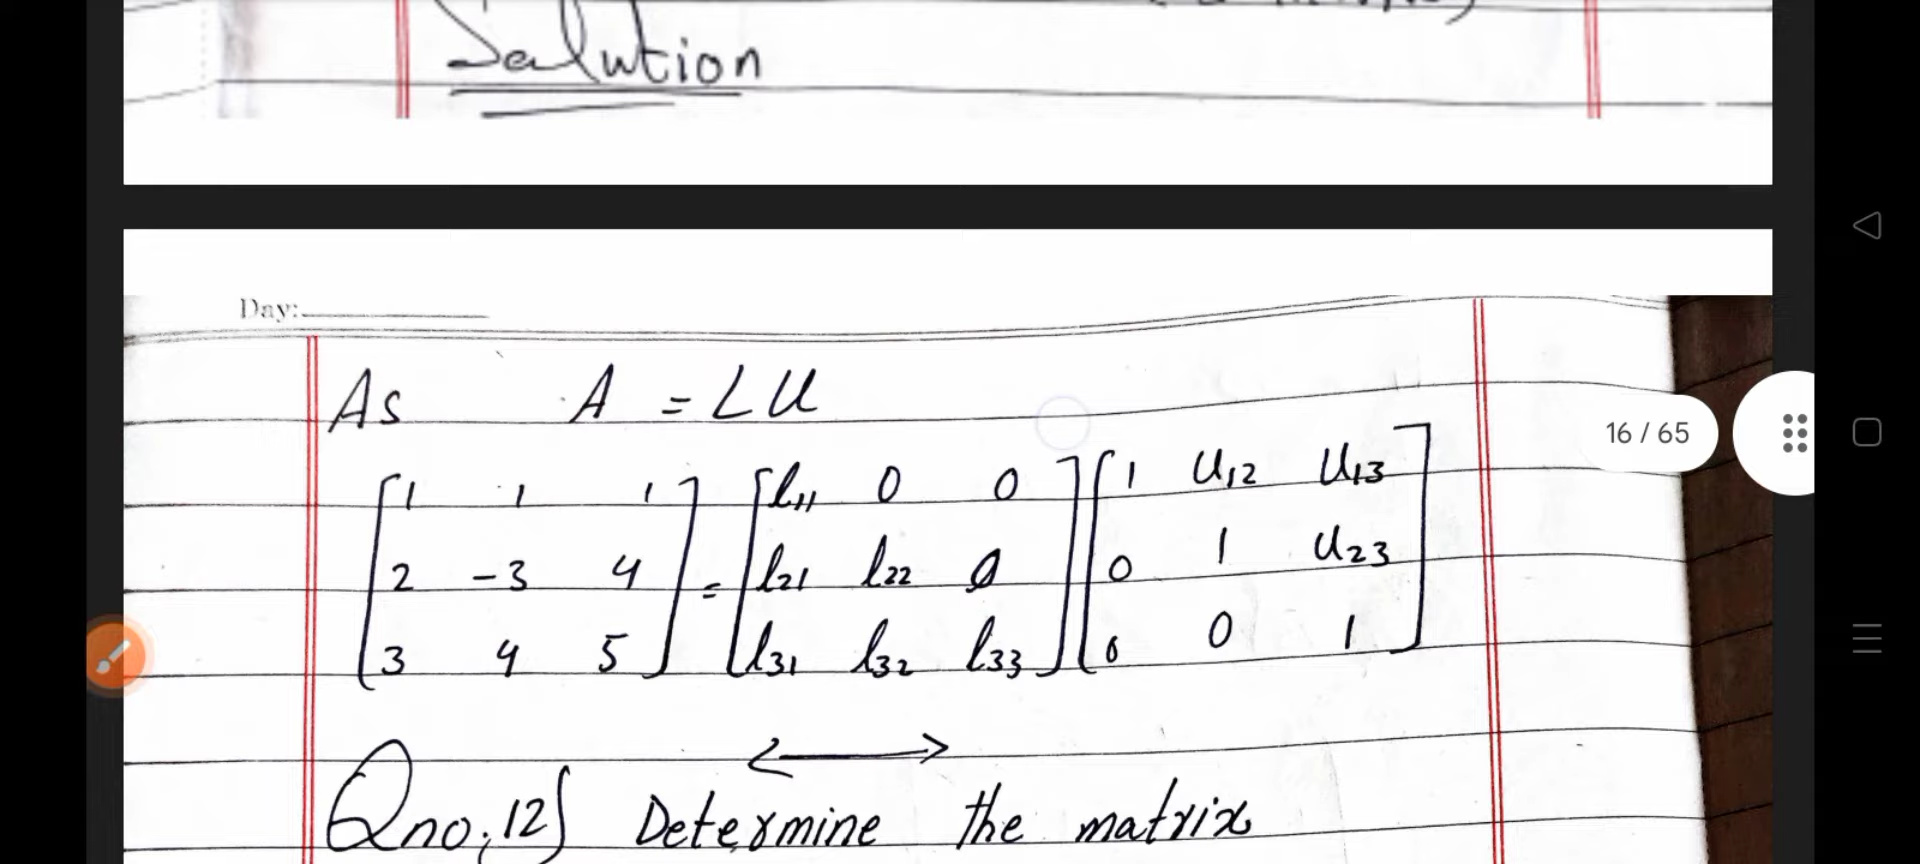 Solution
Day:
As A = LU
[1 1 1
2 -3 4
3 4 5] = [l11 0 0
l21 l22 0
l31 l32 l33] [1 U12 U13
0 1 U23
0 0 1]
16 / 65
Qno;12) Determine the matrix